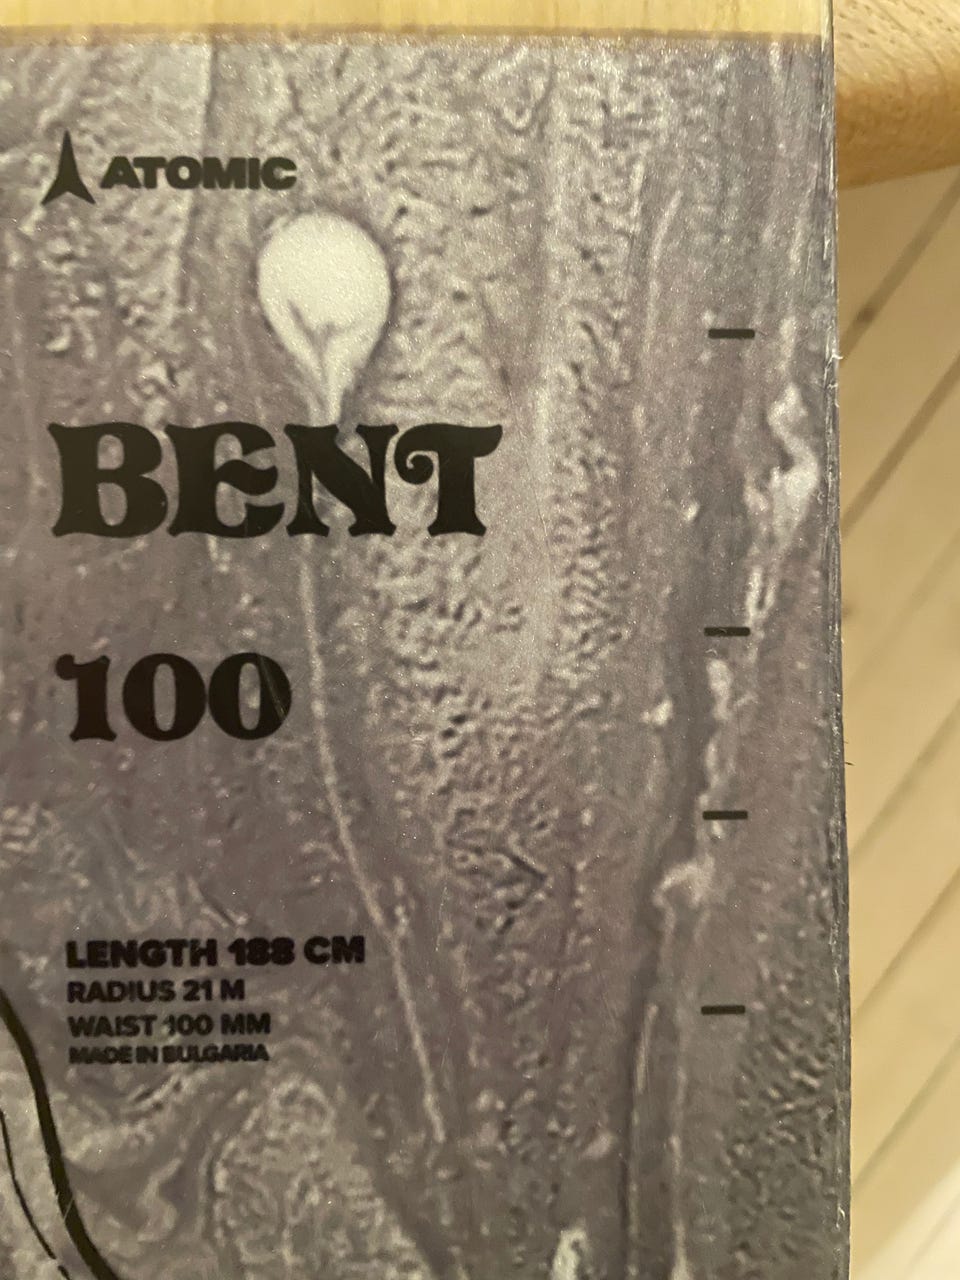 ATOMIC
BENT
100
LENGTH 188 CM
RADIUS 21 M
WAIST 100 MM
MADE IN BULGARIA